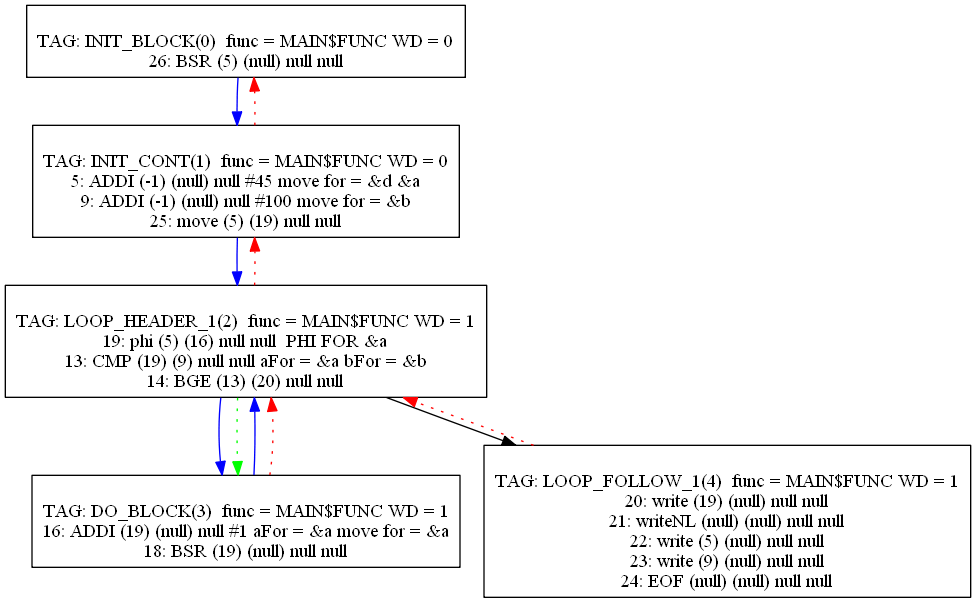 TAG: INIT_BLOCK(0)  func = MAIN$FUNC WD = 0
26: BSR (5) (null) null null
TAG: INIT_CONT(1)  func = MAIN$FUNC WD = 0
5: ADDI (-1) (null) null #45 move for = &d &a
9: ADDI (-1) (null) null #100 move for = &b
25: move (5) (19) null null
TAG: LOOP_HEADER_1(2)  func = MAIN$FUNC WD = 1
19: phi (5) (16) null null  PHI FOR &a
13: CMP (19) (9) null null aFor = &a bFor = &b
14: BGE (13) (20) null null
TAG: DO_BLOCK(3)  func = MAIN$FUNC WD = 1
16: ADDI (19) (null) null #1 aFor = &a move for = &a
18: BSR (19) (null) null null
TAG: LOOP_FOLLOW_1(4)  func = MAIN$FUNC WD = 1
20: write (19) (null) null null
21: writeNL (null) (null) null null
22: write (5) (null) null null
23: write (9) (null) null null
24: EOF (null) (null) null null